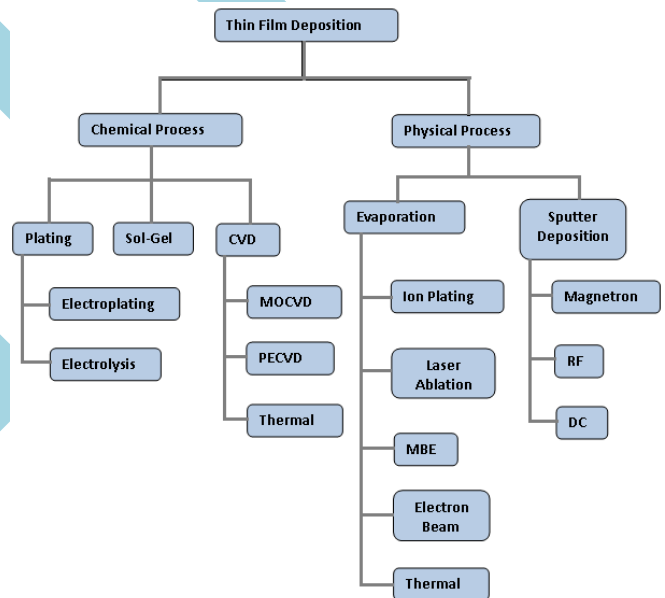 Thin Film Deposition
Chemical Process
Physical Process
Plating
Sol-Gel
CVD
Evaporation
Sputter
Deposition
Electroplating
Electrolysis
MOCVD
PECVD
Thermal
Ion Plating
Laser
Ablation
MBE
Electron
Beam
Thermal
Magnetron
RF
DC